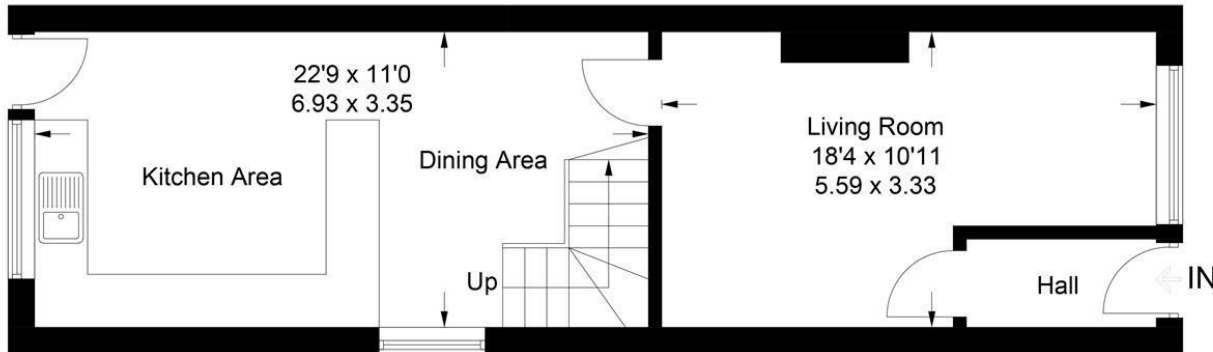 22'9 x 11'0
6.93 x 3.35
Kitchen Area
Dining Area
Up
Living Room
18'4 x 10'11
5.59 x 3.33
Hall
IN